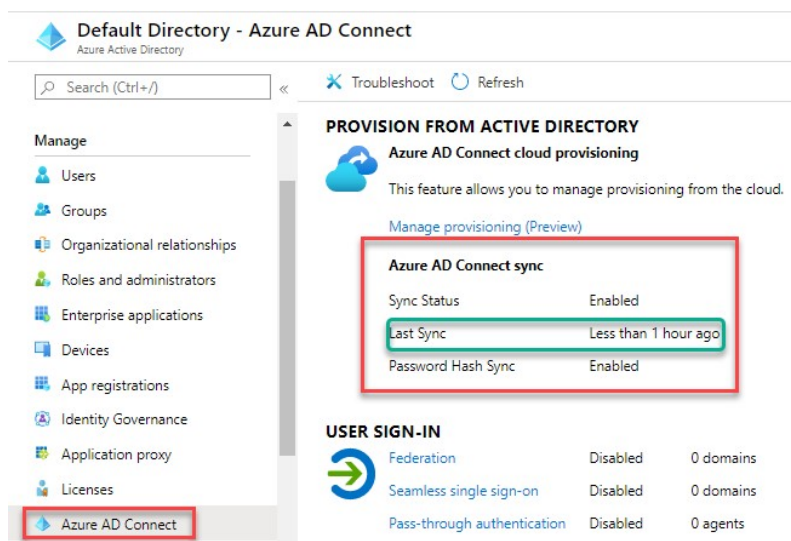 Default Directory - Azure AD Connect
Azure Active Directory
Search (Ctrl+/)
«
Troubleshoot
Refresh
Manage
Users
Groups
Organizational relationships
Roles and administrators
Enterprise applications
Devices
App registrations
Identity Governance
Application proxy
Licenses
Azure AD Connect
PROVISION FROM ACTIVE DIRECTORY
Azure AD Connect cloud provisioning
This feature allows you to manage provisioning from the cloud.
Manage provisioning (Preview)
Azure AD Connect sync
Sync Status Enabled
Last Sync Less than 1 hour ago
Password Hash Sync Enabled
USER SIGN-IN
Federation Disabled 0 domains
Seamless single sign-on Disabled 0 domains
Pass-through authentication Disabled 0 agents